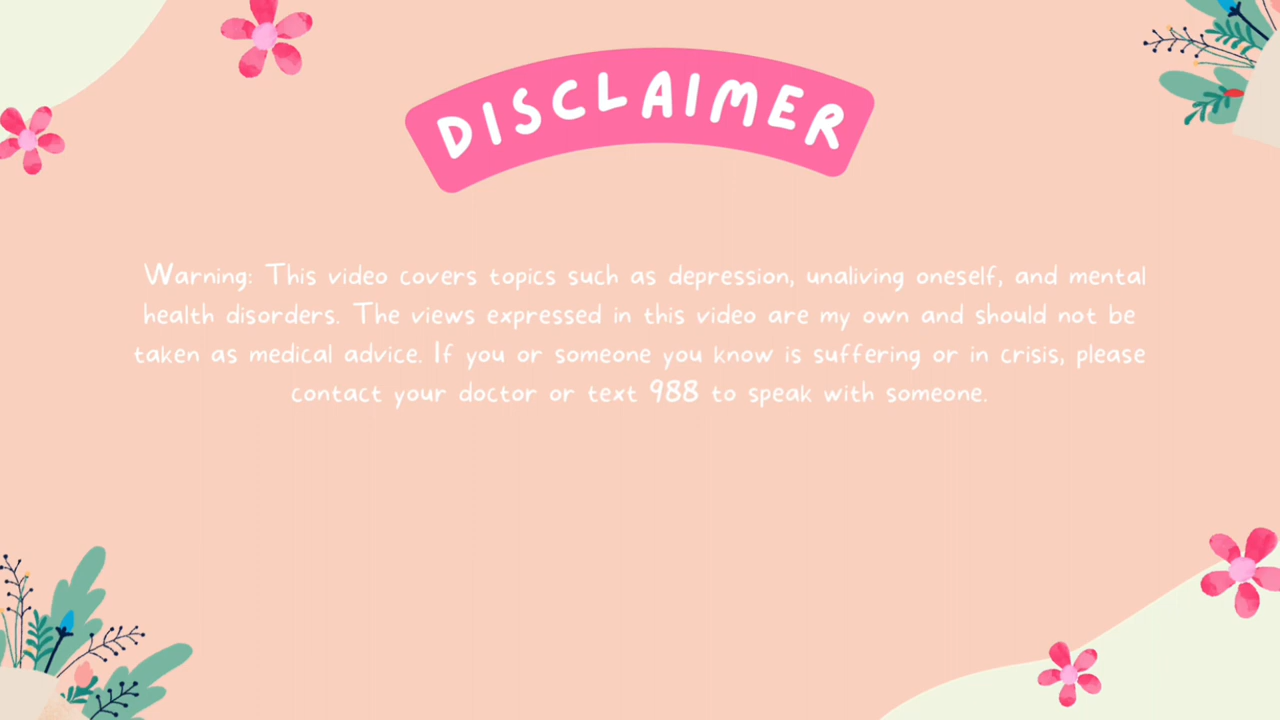 DISCLAIMER
Warning: This video covers topics such as depression, unaliving oneself, and mental
health disorders. The views expressed in this video are my own and should not be
taken as medical advice. If you or someone you know is suffering or in crisis, please
contact your doctor or text 988 to speak with someone.